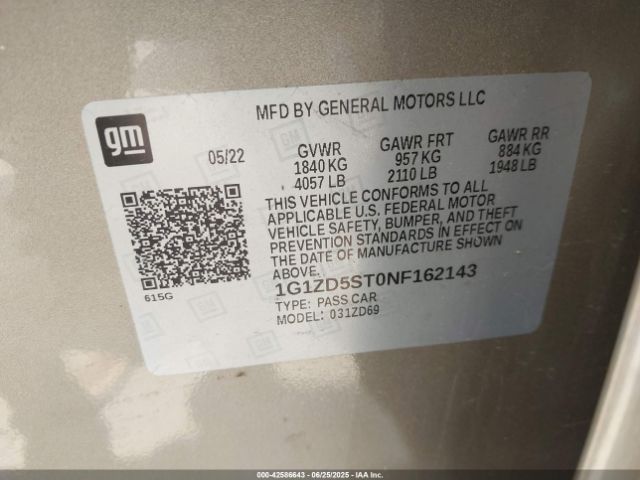 MFD BY GENERAL MOTORS LLC
gm
05/22
GVWR
1840 KG
4057 LB
GAWR FRT
957 KG
2110 LB
GAWR RR
884 KG
1948 LB
THIS VEHICLE CONFORMS TO ALL
APPLICABLE U.S. FEDERAL MOTOR
VEHICLE SAFETY, BUMPER, AND THEFT
PREVENTION STANDARDS IN EFFECT ON
THE DATE OF MANUFACTURE SHOWN
ABOVE.
615G
1G1ZD5ST0NF162143
TYPE: PASS CAR
MODEL: 031ZD69
000-42586643 - 06/25/2025 - IAAI.COM